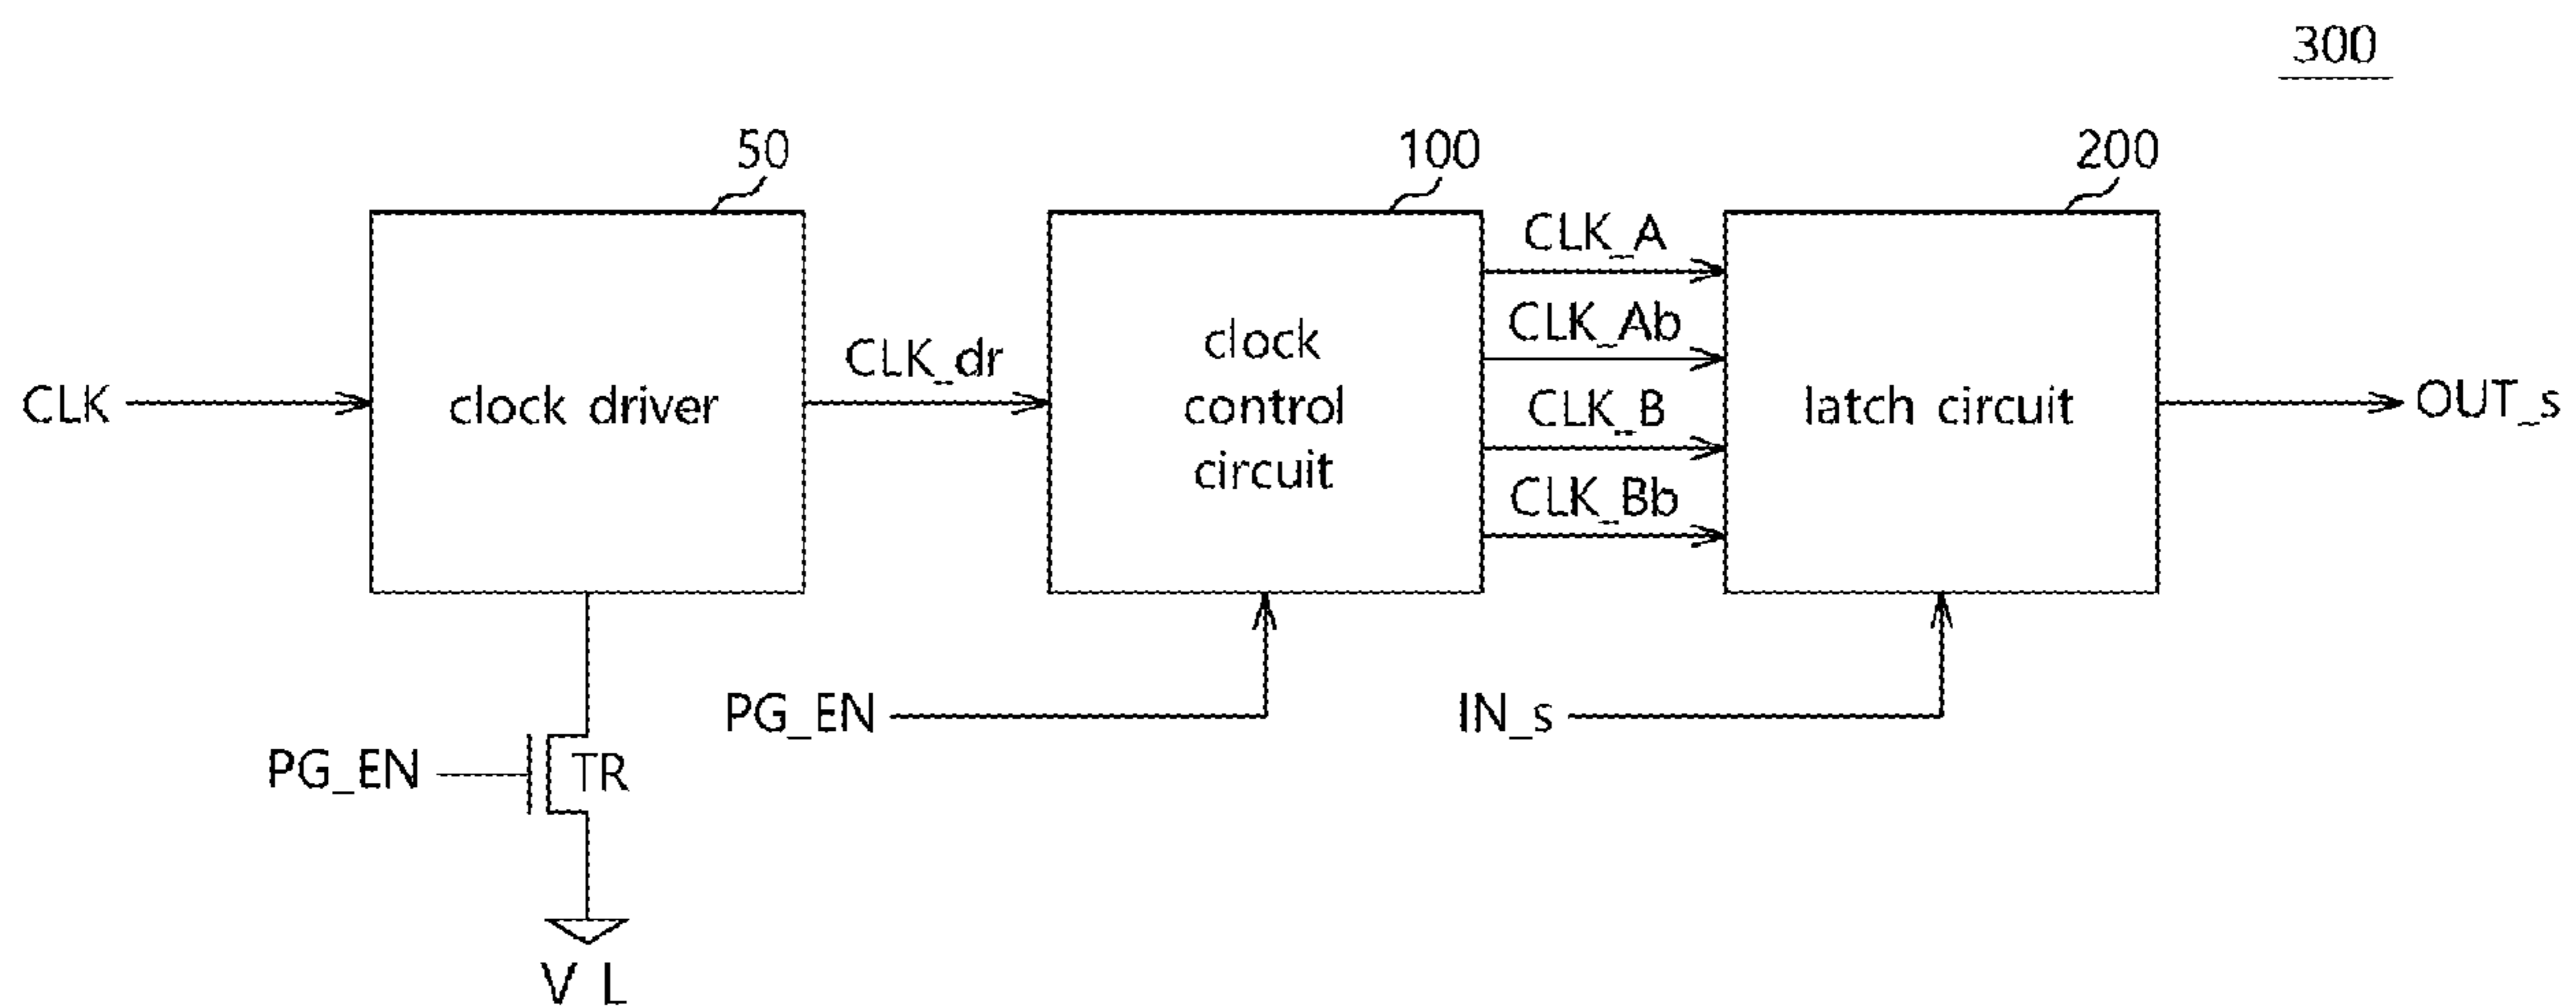 300
50
100
200
CLK
clock driver
CLK_dr
clock
control
circuit
CLK_A
CLK_Ab
CLK_B
CLK_Bb
latch circuit
OUT_s
PG_EN
PG_EN
IN_s
TR
V_L